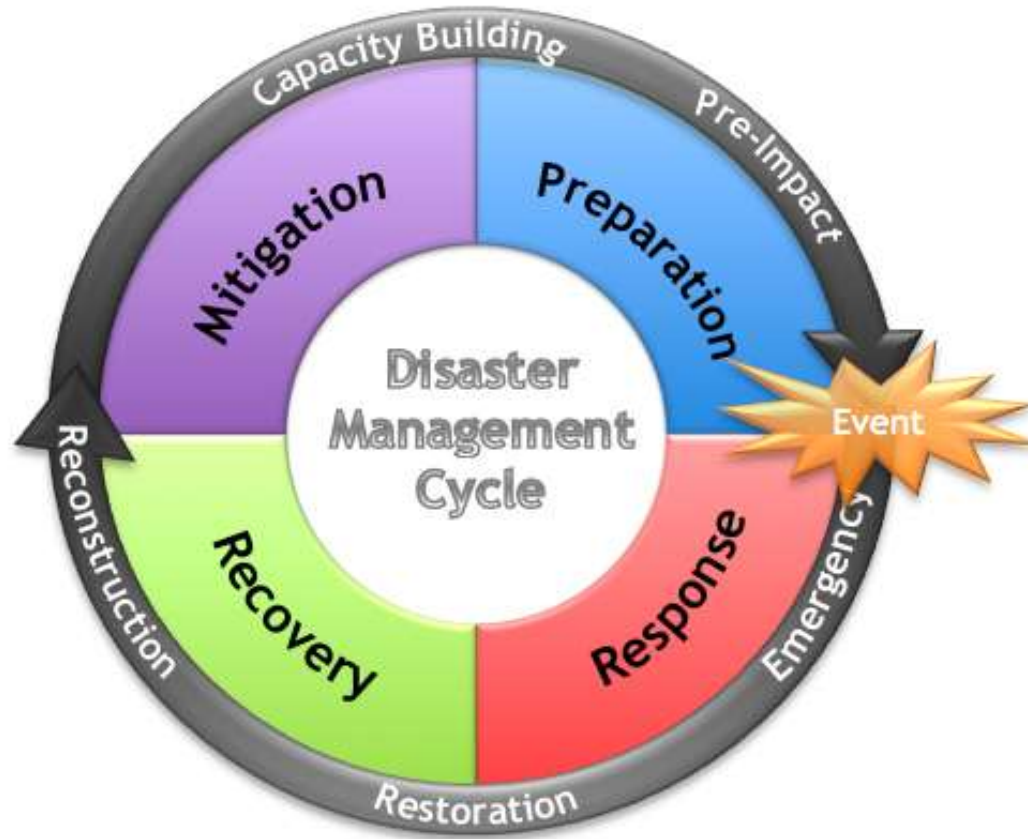 Capacity Building
Pre-Impact
Mitigation
Preparation
Disaster
Management
Cycle
Event
Reconstruction
Recovery
Response
Emergency
Restoration